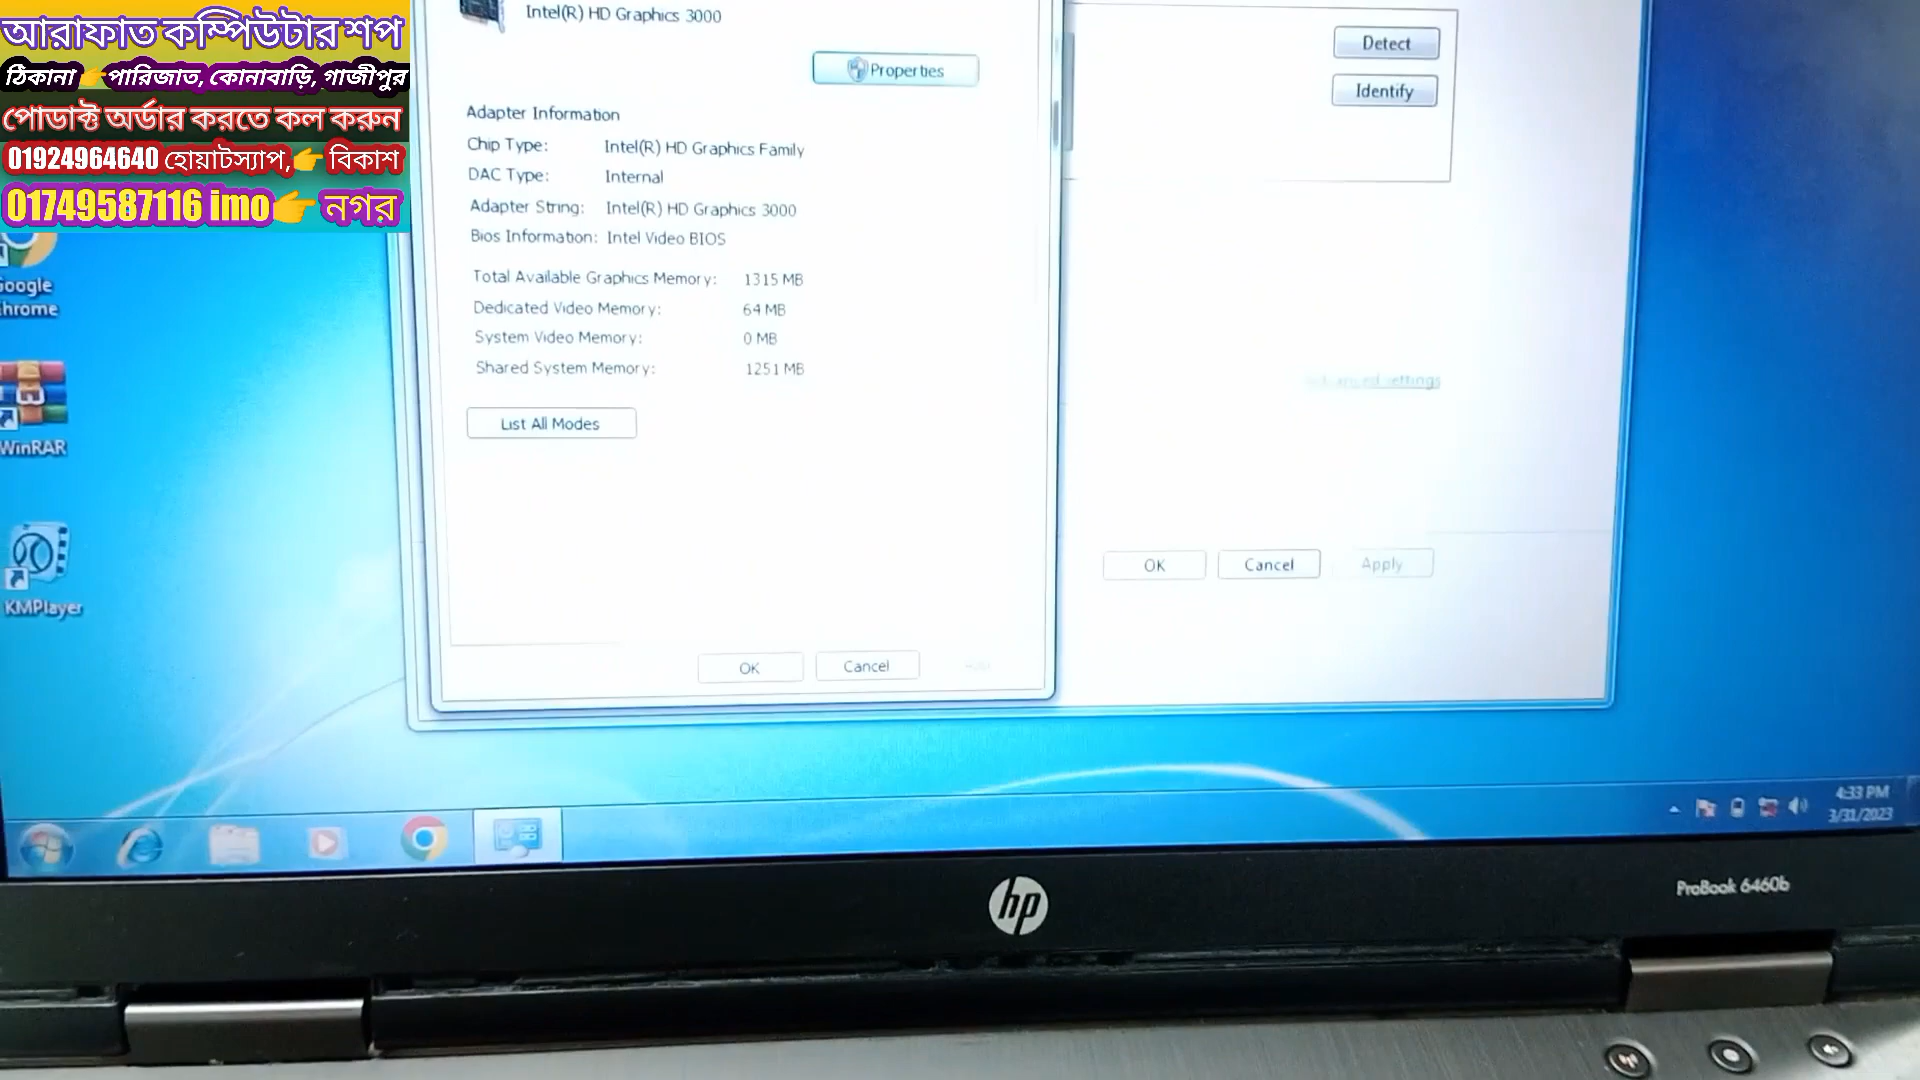 আরাফাত কম্পিউটার শপ
ঠিকানা 👉পারিজাত, কোনাবাড়ি, গাজীপুর
পোডাক্ট অর্ডার করতে কল করুন
01924964640 হোয়াটস্যাপ,👉 বিকাশ
01749587116 imo👉 নগর
Intel(R) HD Graphics 3000
Properties
Adapter Information
Chip Type: Intel(R) HD Graphics Family
DAC Type: Internal
Adapter String: Intel(R) HD Graphics 3000
Bios Information: Intel Video BIOS
Total Available Graphics Memory: 1315 MB
Dedicated Video Memory: 64 MB
System Video Memory: 0 MB
Shared System Memory: 1251 MB
List All Modes
OK Cancel
Detect
Identify
Advanced settings
OK Cancel Apply
Google
Chrome
WinRAR
KMPlayer
4:33 PM
3/31/2023
hp
ProBook 6460b